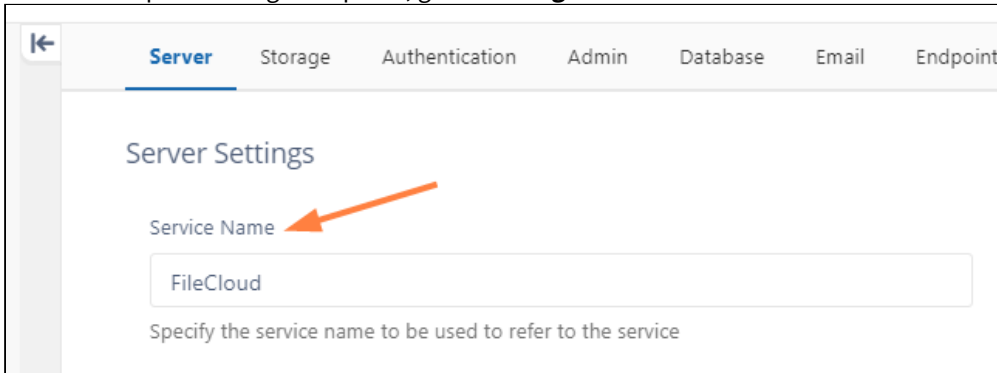 Server Storage Authentication Admin Database Email Endpoint
Server Settings
Service Name
FileCloud
Specify the service name to be used to refer to the service